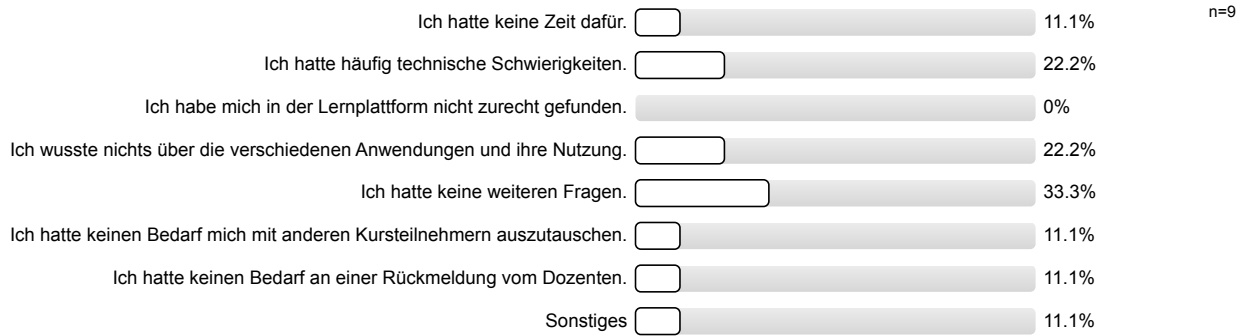 Ich hatte keine Zeit dafür. 11.1% n=9
Ich hatte häufig technische Schwierigkeiten. 22.2%
Ich habe mich in der Lernplattform nicht zurecht gefunden. 0%
Ich wusste nichts über die verschiedenen Anwendungen und ihre Nutzung. 22.2%
Ich hatte keine weiteren Fragen. 33.3%
Ich hatte keinen Bedarf mich mit anderen Kursteilnehmern auszutauschen. 11.1%
Ich hatte keinen Bedarf an einer Rückmeldung vom Dozenten. 11.1%
Sonstiges 11.1%